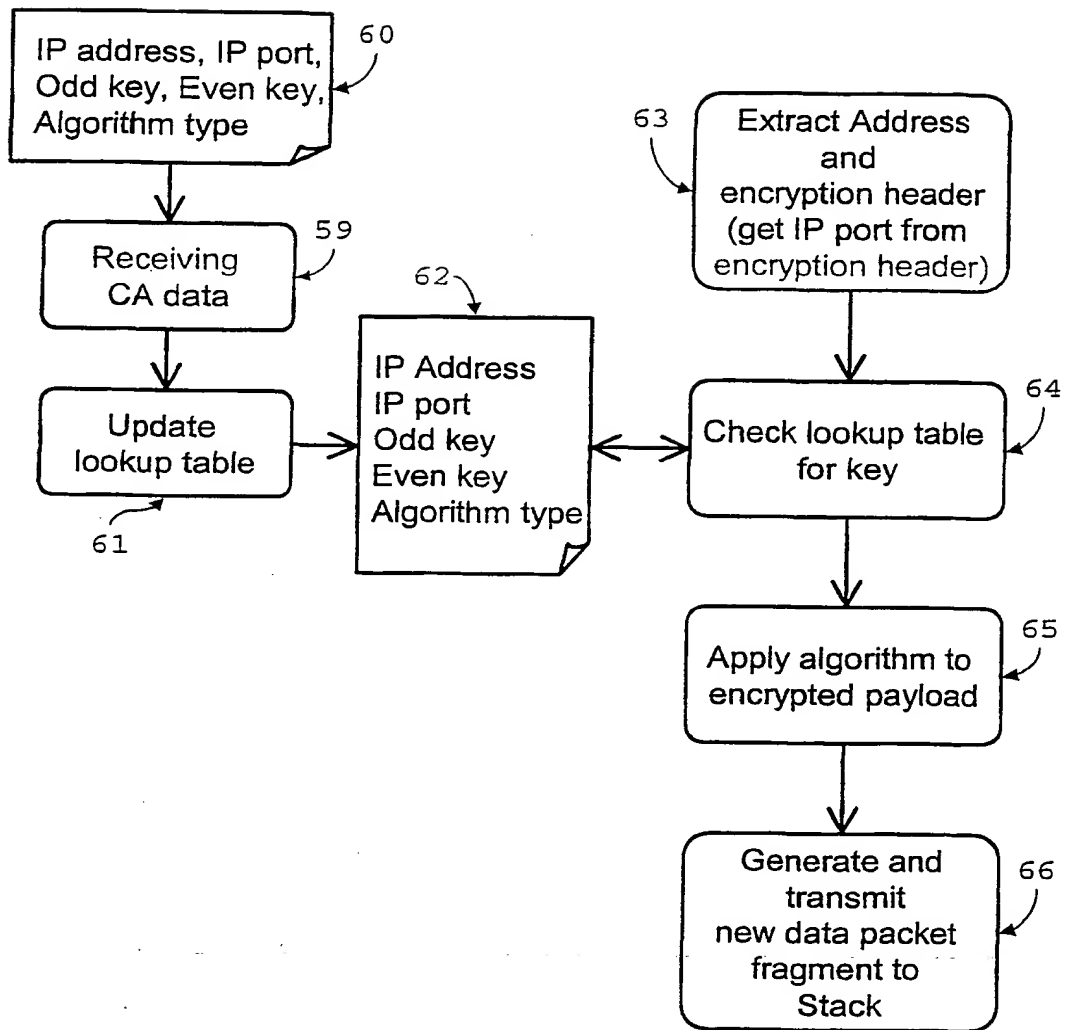 IP address, IP port,
Odd key, Even key,
Algorithm type
60
Receiving
CA data
59
Update
lookup table
61
62
IP Address
IP port
Odd key
Even key
Algorithm type
63
Extract Address
and
encryption header
(get IP port from
encryption header)
Check lookup table
for key
64
Apply algorithm to
encrypted payload
65
Generate and
transmit
new data packet
fragment to
Stack
66